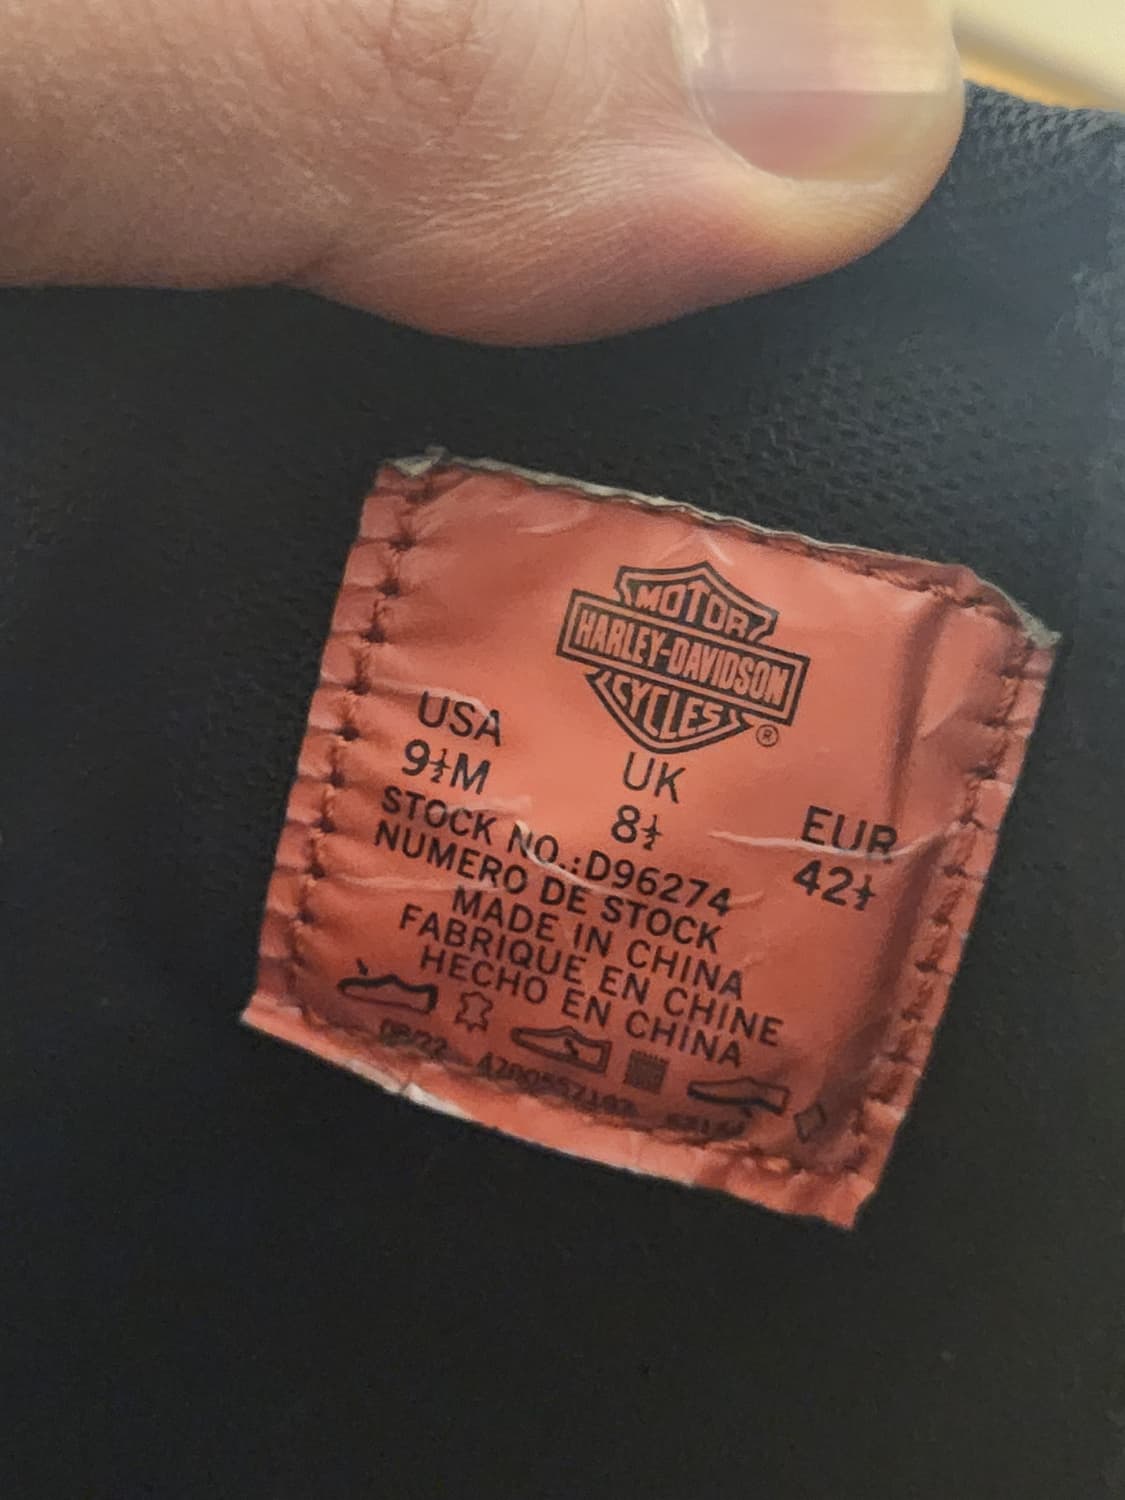 MOTOR
HARLEY-DAVIDSON
CYCLES ®
USA UK EUR
9½M 8½ 42½
STOCK NO.:D96274
NUMERO DE STOCK
MADE IN CHINA
FABRIQUE EN CHINE
HECHO EN CHINA